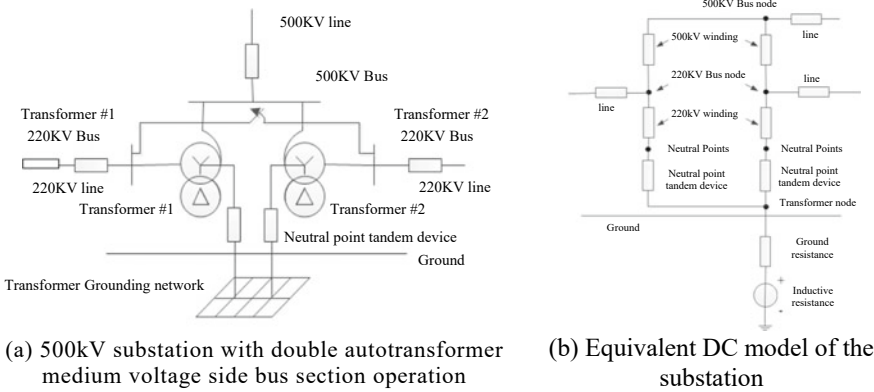 500KV line
500KV Bus
Transformer #1
220KV Bus
Transformer #2
220KV Bus
220KV line
220KV line
Transformer #1
Transformer #2
Neutral point tandem device
Ground
Transformer Grounding network
(a) 500kV substation with double autotransformer
medium voltage side bus section operation
500KV Bus node
line
500kV winding
220KV Bus node
line
line
220kV winding
Neutral Points
Neutral Points
Neutral point
tandem device
Neutral point
tandem device
Transformer node
Ground
Ground
resistance
+
Inductive
resistance
-
(b) Equivalent DC model of the
substation